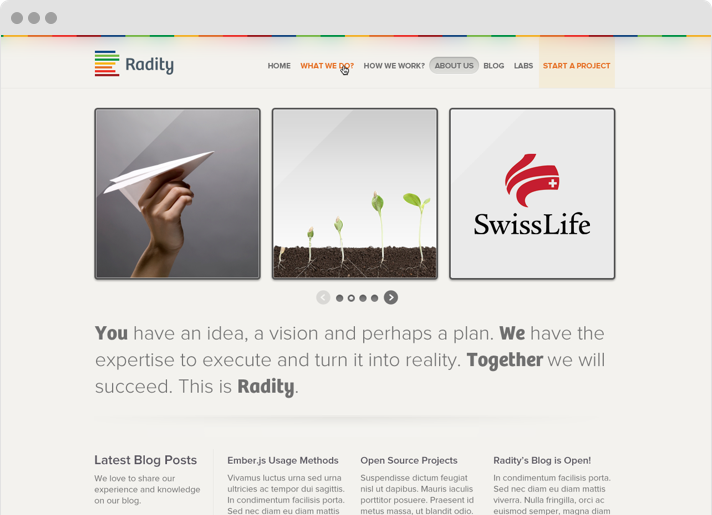 Radity
HOME WHAT WE DO? HOW WE WORK? ABOUT US BLOG LABS START A PROJECT
SwissLife
You have an idea, a vision and perhaps a plan. We have the
expertise to execute and turn it into reality. Together we will
succeed. This is Radity.
Latest Blog Posts
We love to share our
experience and knowledge
on our blog.
Ember.js Usage Methods
Vivamus luctus urna sed urna
ultricies ac tempor dui sagittis.
In condimentum facilisis porta.
Sed nec diam eu diam mattis
Open Source Projects
Suspendisse dictum feugiat
nisl ut dapibus. Mauris iaculis
porttitor posuere. Praesent id
metus massa, ut blandit odio.
Radity's Blog is Open!
In condimentum facilisis porta.
Sed nec diam eu diam mattis
viverra. Nulla fringilla, orci ac
euismod semper, magna diam